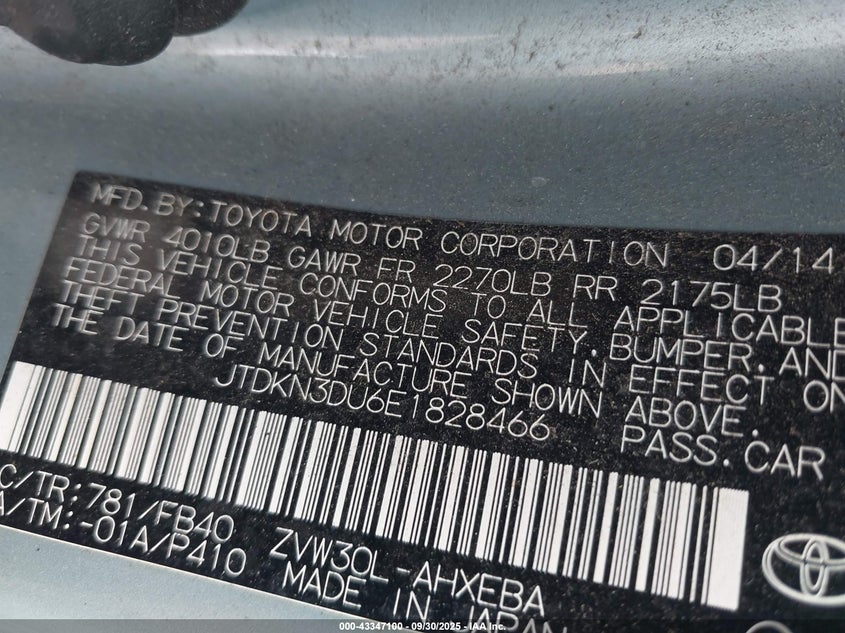 MFD. BY: TOYOTA MOTOR CORPORATION 04/14
GVWR 4010LB GAWR FR 2270LB RR 2175LB
THIS VEHICLE CONFORMS TO ALL APPLICABLE
FEDERAL MOTOR VEHICLE SAFETY, BUMPER, AND
THEFT PREVENTION STANDARDS IN EFFECT ON
THE DATE OF MANUFACTURE SHOWN ABOVE.
JTDKN3DU6E1828466 PASS. CAR
C/TR: 781/FB40 ZVW30L-AHXEBA
A/TM: -01A/P410 MADE IN JAPAN
000-43347100 - 09/30/2025 - IAA Inc.